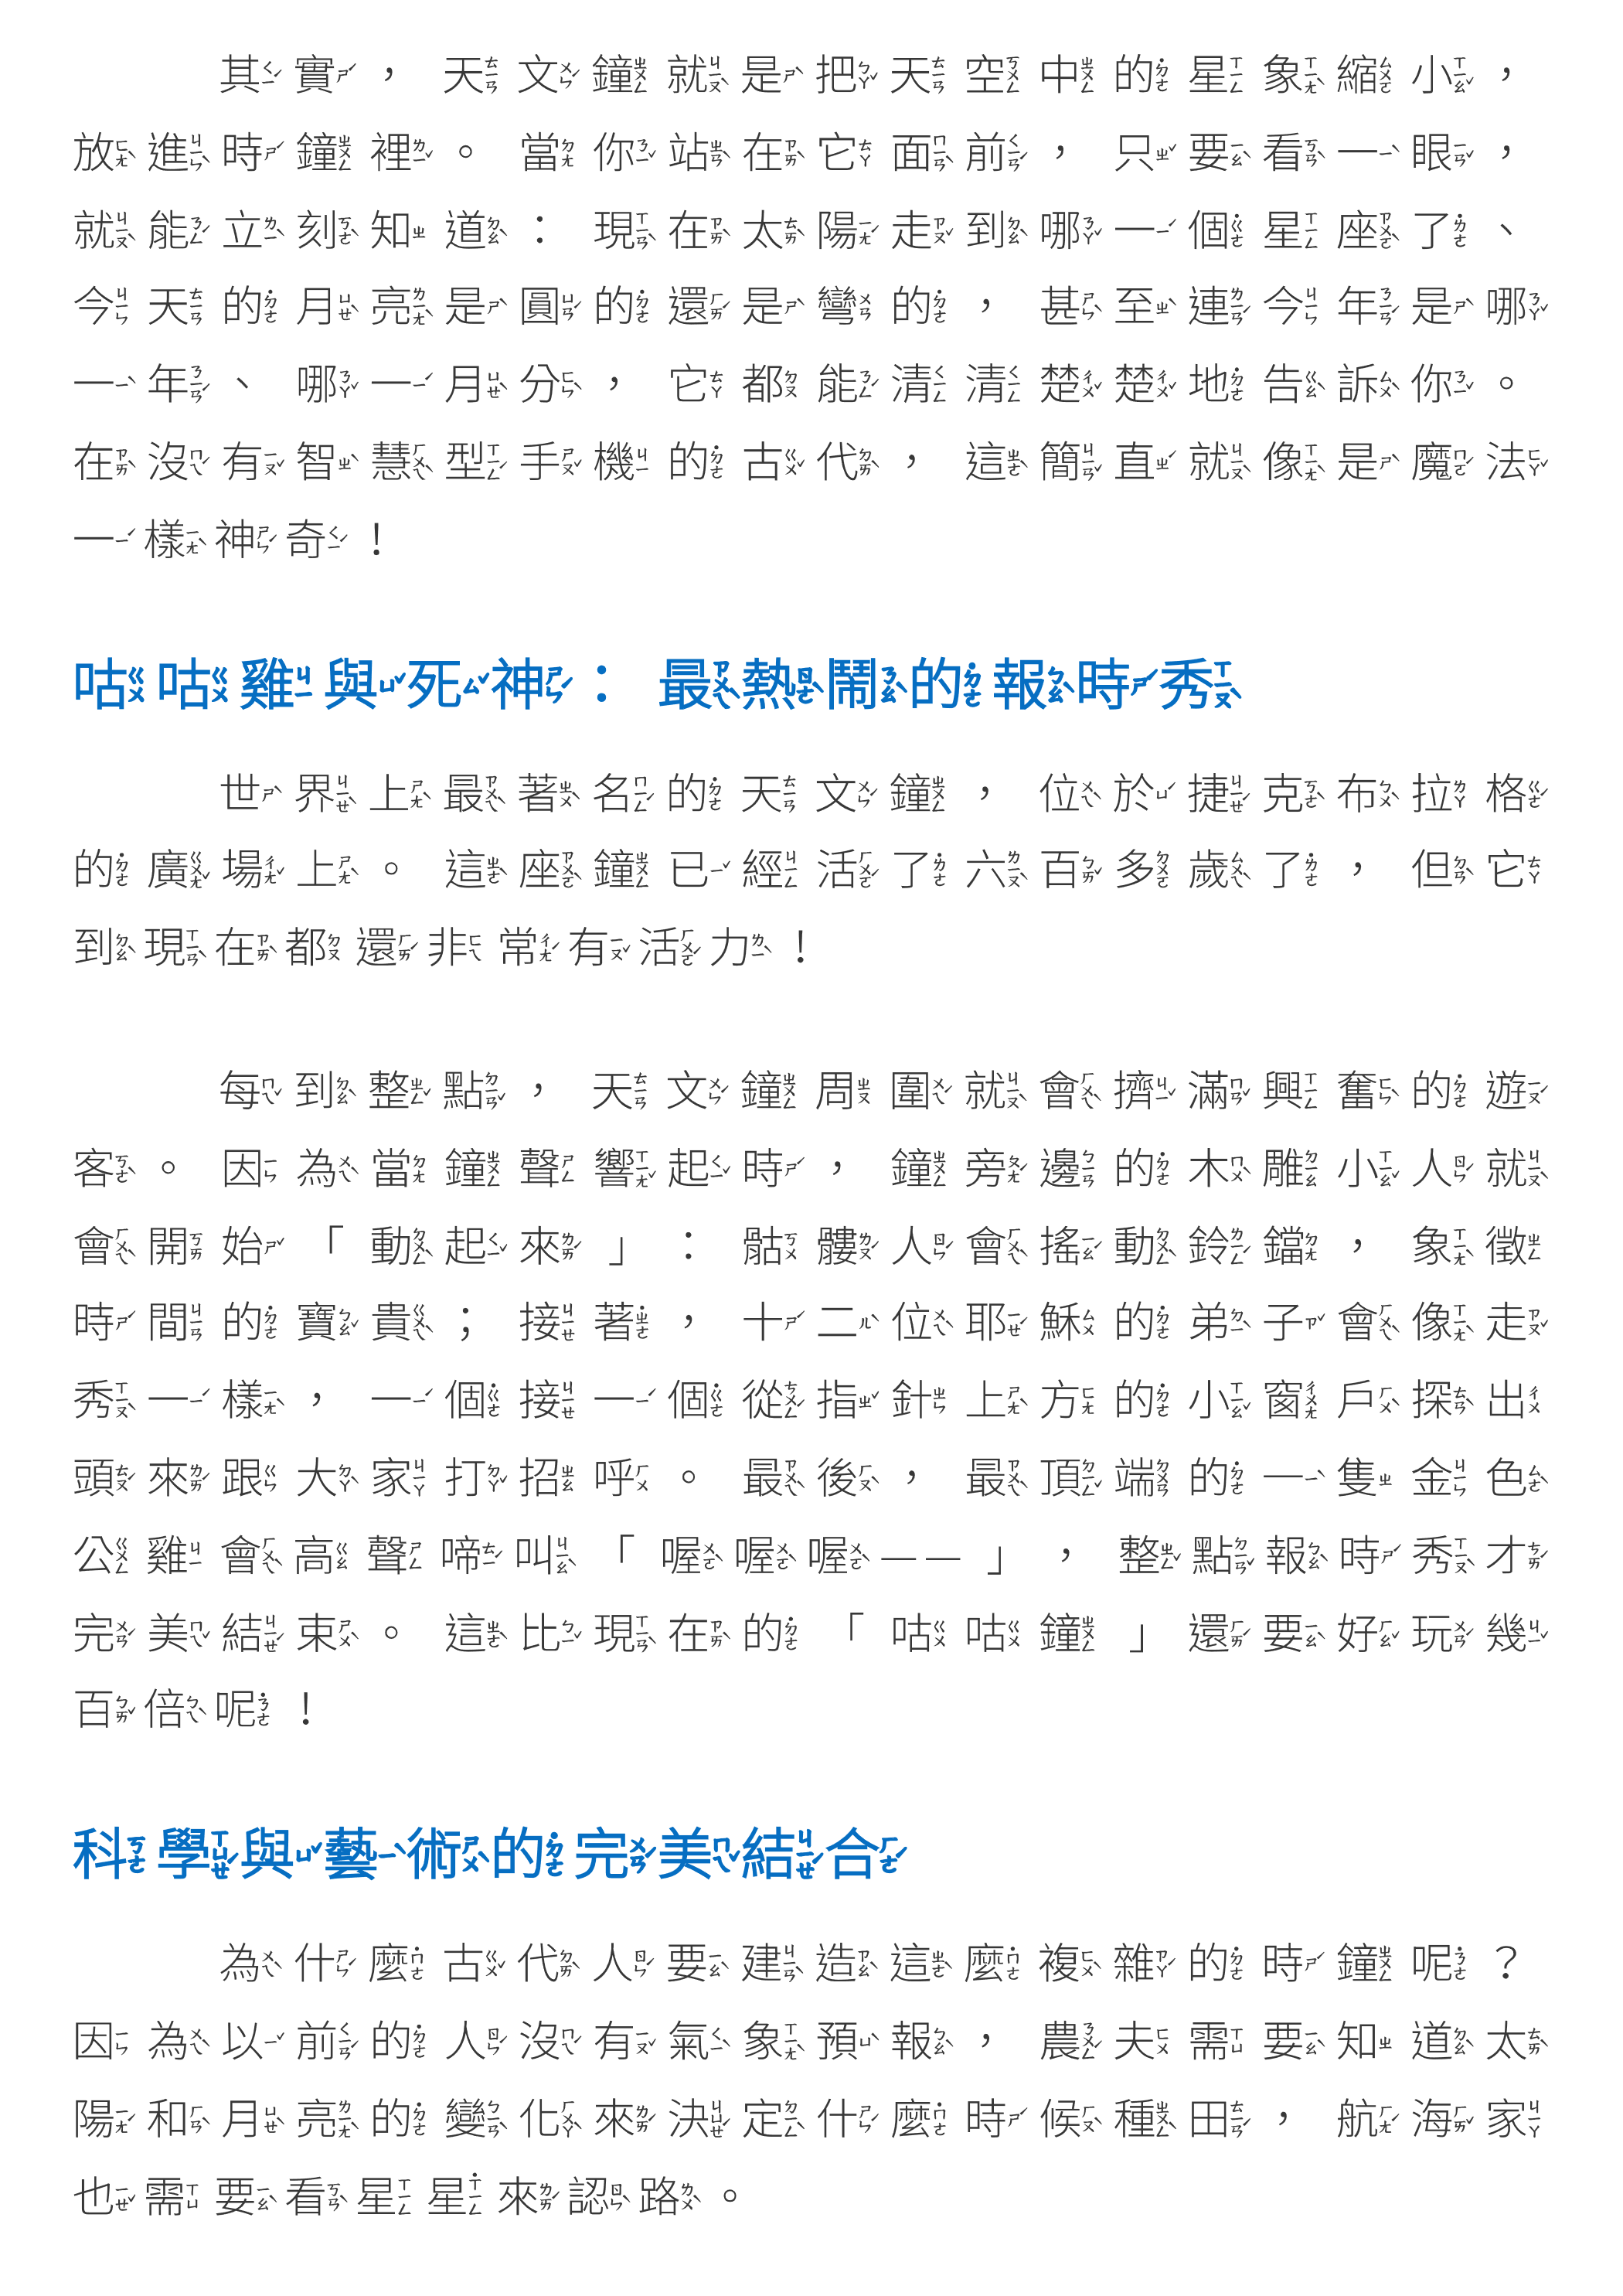 其實，天文鐘就是把天空中的星象縮小，
放進時鐘裡。當你站在它面前，只要看一眼，
就能立刻知道：現在太陽走到哪一個星座了、
今天的月亮是圓的還是彎的，甚至連今年是哪
一年、哪一月分，它都能清清楚楚地告訴你。
在沒有智慧型手機的古代，這簡直就像是魔法
一樣神奇！
咕咕雞與死神：最熱鬧的報時秀
世界上最著名的天文鐘，位於捷克布拉格
的廣場上。這座鐘已經活了六百多歲了，但它
到現在都還非常有活力！
每到整點，天文鐘周圍就會擠滿興奮的遊
客。因為當鐘聲響起時，鐘旁邊的木雕小人就
會開始「動起來」：骷髏人會搖動鈴鐺，象徵
時間的寶貴；接著，十二位耶穌的弟子會像走
秀一樣，一個接一個從指針上方的小窗戶探出
頭來跟大家打招呼。最後，最頂端的一隻金色
公雞會高聲啼叫「喔喔喔——」，整點報時秀才
完美結束。這比現在的「咕咕鐘」還要好玩幾
百倍呢！
科學與藝術的完美結合
為什麼古代人要建造這麼複雜的時鐘呢？
因為以前的人沒有氣象預報，農夫需要知道太
陽和月亮的變化來決定什麼時候種田，航海家
也需要看星星來認路。